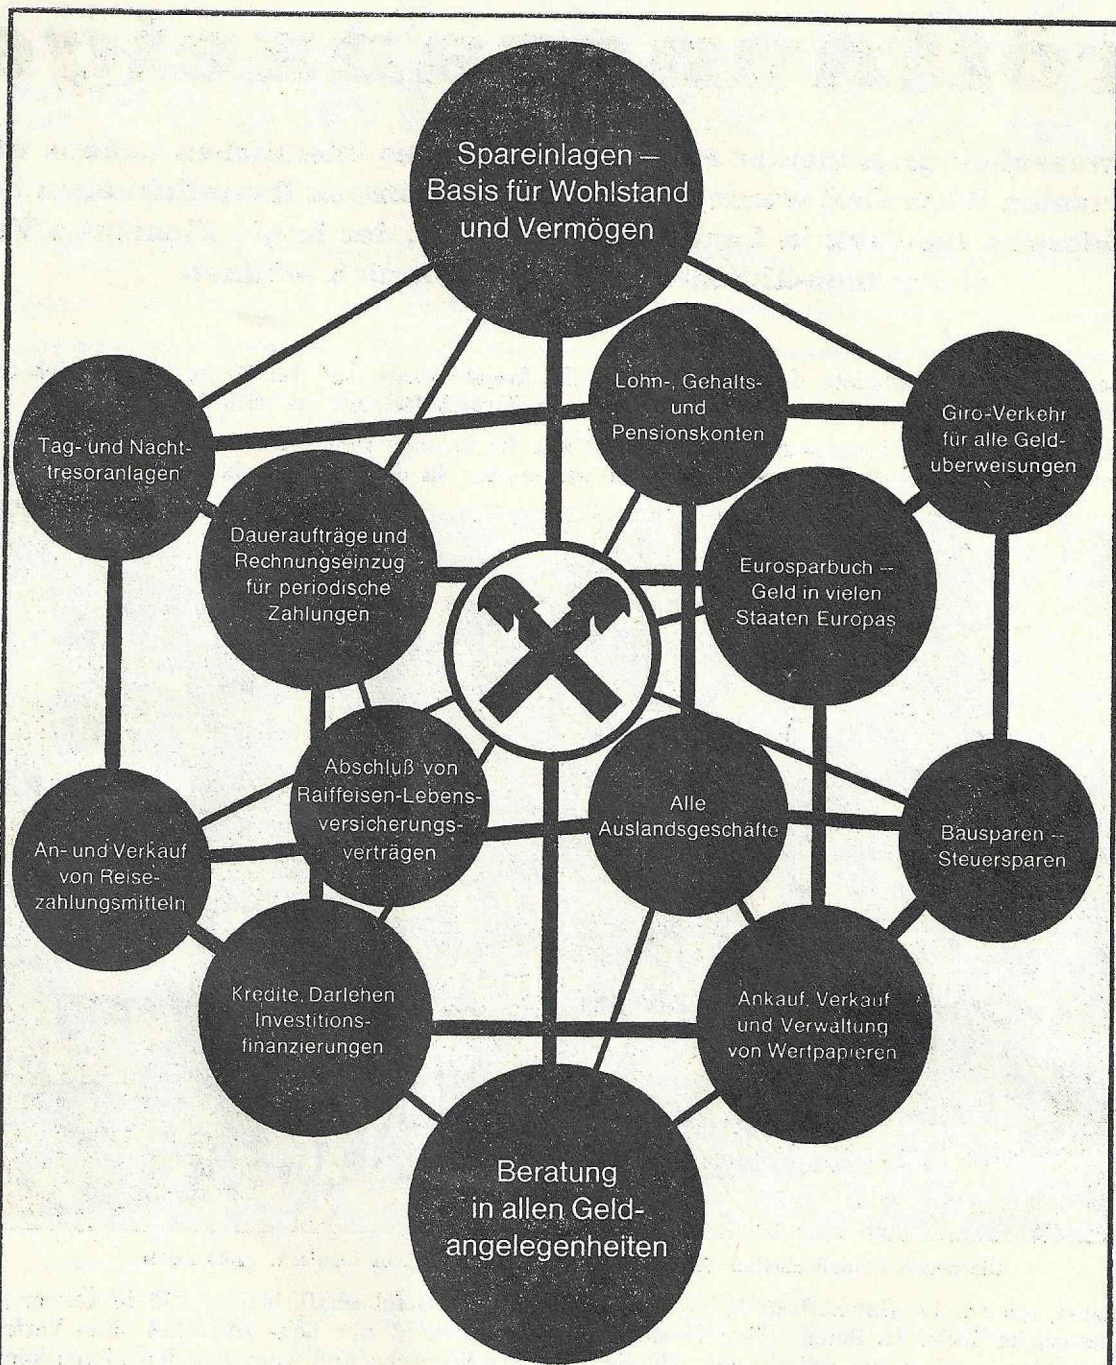 Spareinlagen –
Basis für Wohlstand
und Vermögen
Lohn-, Gehalts-
und
Pensionskonten
Giro-Verkehr
für alle Geld-
überweisungen
Tag- und Nacht-
tresoranlagen
Daueraufträge und
Rechnungseinzug
für periodische
Zahlungen
Eurosparbuch –
Geld in vielen
Staaten Europas
Abschluß von
Raiffeisen-Lebens-
versicherungs-
verträgen
Alle
Auslandsgeschäfte
Bausparen –
Steuersparen
An- und Verkauf
von Reise-
zahlungsmitteln
Kredite, Darlehen
Investitions-
finanzierungen
Ankauf, Verkauf
und Verwaltung
von Wertpapieren
Beratung
in allen Geld-
angelegenheiten